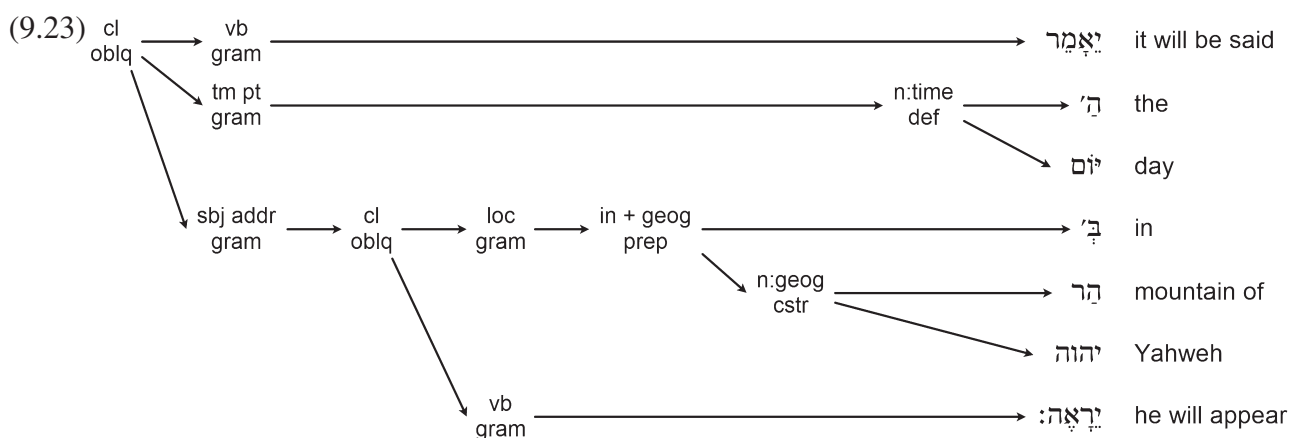 (9.23) cl vb יֵאָמֵר it will be said
oblq gram
tm pt n:time הַ׳ the
gram def
יּוֹם day
sbj addr cl loc in + geog בְּ׳ in
gram oblq gram prep
n:geog הַר mountain of
cstr
יהוה Yahweh
vb יֵרָאֶה׃ he will appear
gram